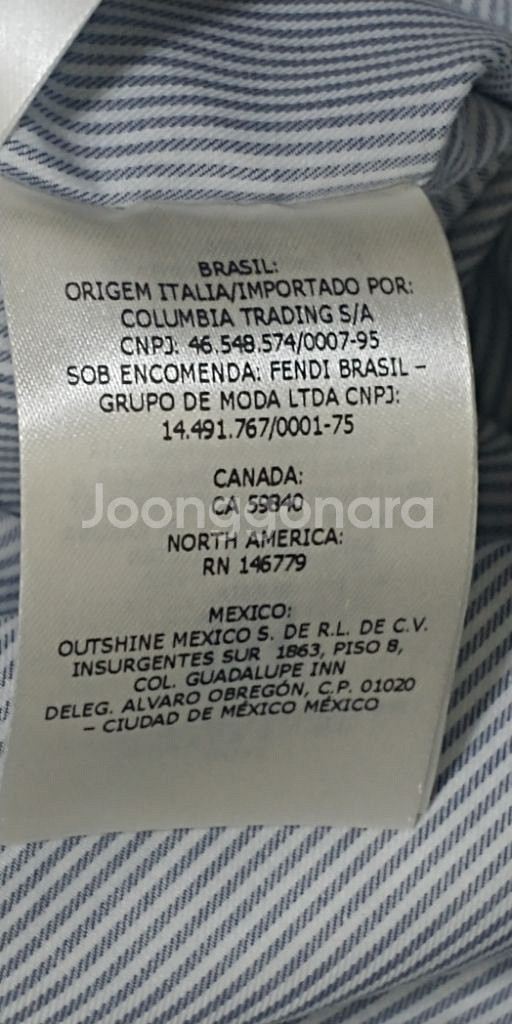 BRASIL:
ORIGEM ITALIA/IMPORTADO POR:
COLUMBIA TRADING S/A
CNPJ: 46.548.574/0007-95
SOB ENCOMENDA: FENDI BRASIL –
GRUPO DE MODA LTDA CNPJ:
14.491.767/0001-75
CANADA:
CA 59840
Joonggonara
NORTH AMERICA:
RN 146779
MEXICO:
OUTSHINE MEXICO S. DE R.L. DE C.V.
INSURGENTES SUR 1863, PISO 8,
COL. GUADALUPE INN
DELEG. ALVARO OBREGÓN, C.P. 01020
– CIUDAD DE MÉXICO MÉXICO